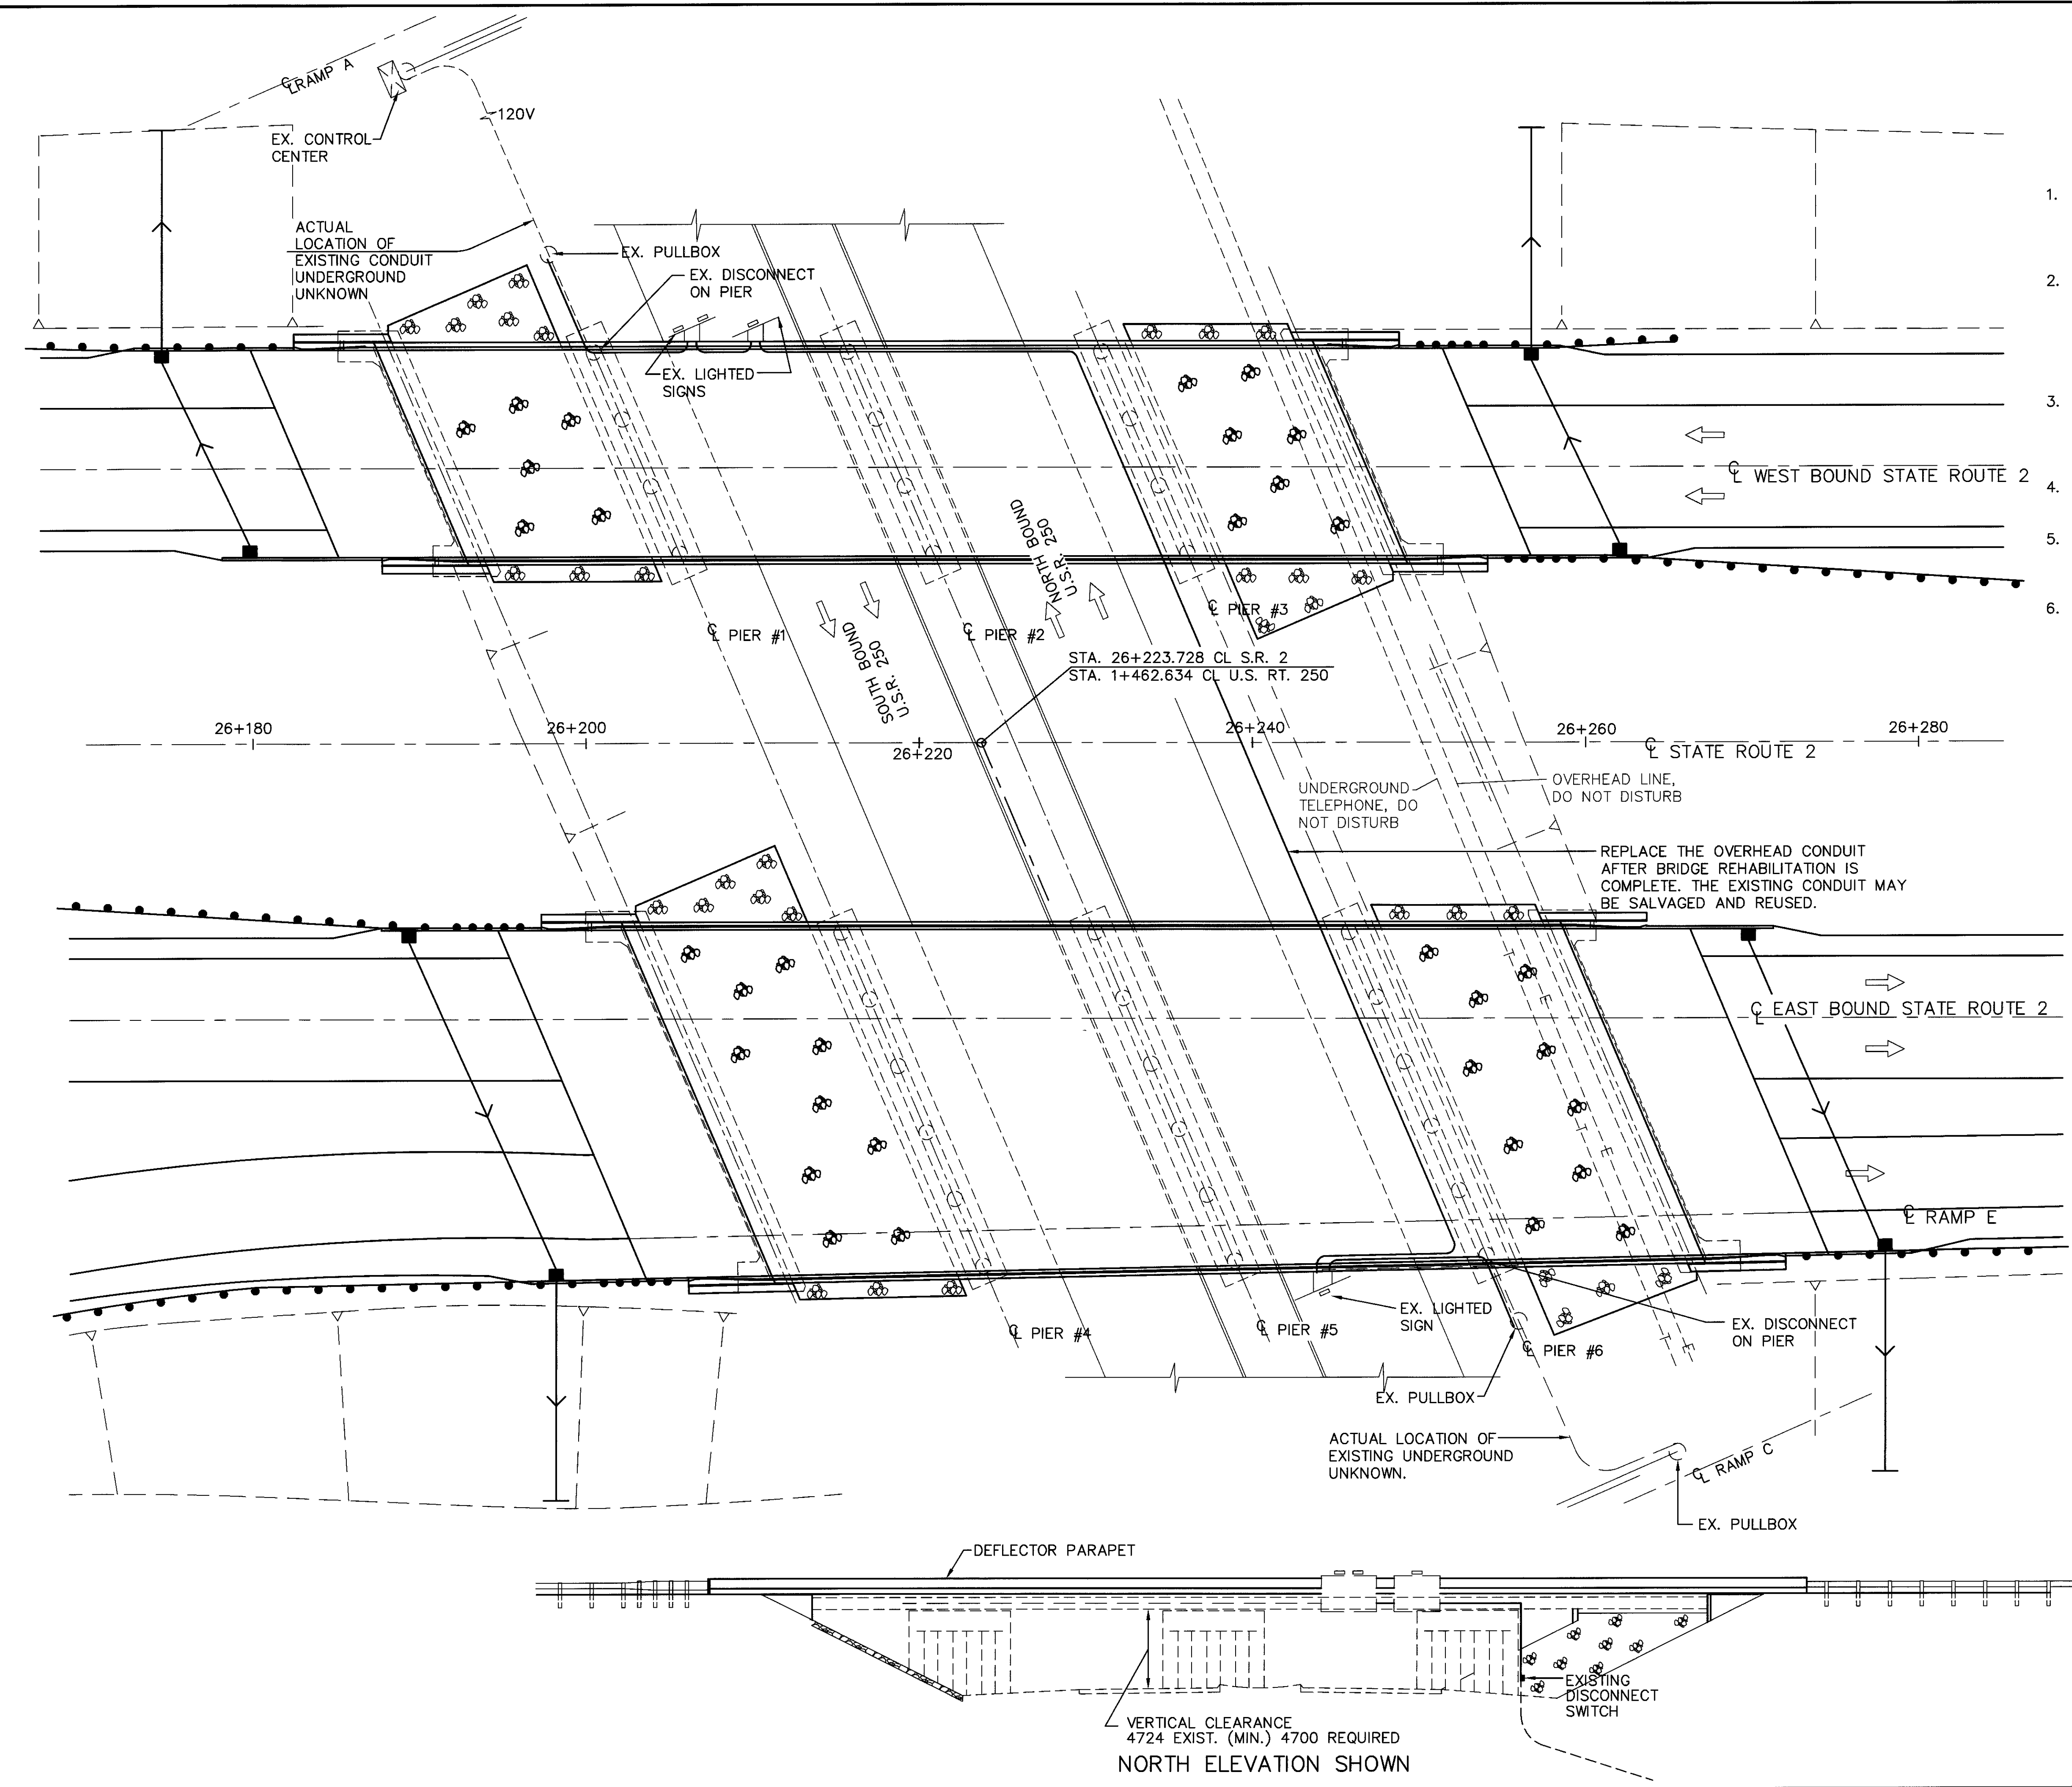 ℄ RAMP A
120V
EX. CONTROL
CENTER
1.
ACTUAL
LOCATION OF
EXISTING CONDUIT
UNDERGROUND
UNKNOWN
EX. PULLBOX
EX. DISCONNECT
ON PIER
2.
EX. LIGHTED
SIGNS
3.
℄ WEST BOUND STATE ROUTE 2
4.
NORTH BOUND
U.S.R. 250
5.
6.
℄ PIER #1
℄ PIER #2
℄ PIER #3
SOUTH BOUND
U.S.R. 250
STA. 26+223.728 CL S.R. 2
STA. 1+462.634 CL U.S. RT. 250
26+180
26+200
26+220
26+240
26+260
26+280
℄ STATE ROUTE 2
UNDERGROUND
TELEPHONE, DO
NOT DISTURB
OVERHEAD LINE,
DO NOT DISTURB
REPLACE THE OVERHEAD CONDUIT
AFTER BRIDGE REHABILITATION IS
COMPLETE. THE EXISTING CONDUIT MAY
BE SALVAGED AND REUSED.
T
E
℄ EAST BOUND STATE ROUTE 2
T
E
T
E
℄ RAMP E
EX. LIGHTED
SIGN
EX. DISCONNECT
ON PIER
℄ PIER #4
℄ PIER #5
℄ PIER #6
T
E
EX. PULLBOX
ACTUAL LOCATION OF
EXISTING UNDERGROUND
UNKNOWN.
℄ RAMP C
EX. PULLBOX
DEFLECTOR PARAPET
EXISTING
DISCONNECT
SWITCH
VERTICAL CLEARANCE
4724 EXIST. (MIN.) 4700 REQUIRED
NORTH ELEVATION SHOWN